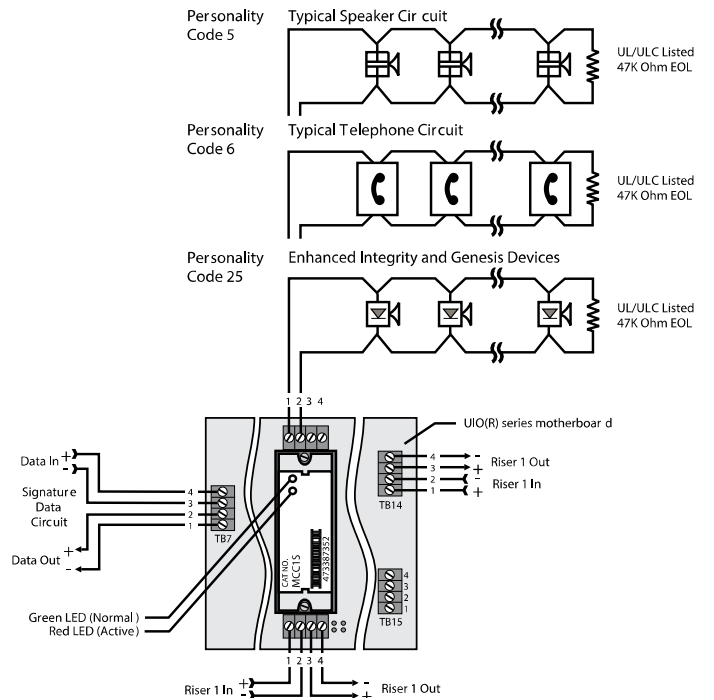 Personality Code 5
Typical Speaker Cir cuit
UL/ULC Listed
47K Ohm EOL
Personality Code 6
Typical Telephone Circuit
UL/ULC Listed
47K Ohm EOL
Personality Code 25
Enhanced Integrity and Genesis Devices
UL/ULC Listed
47K Ohm EOL
1 2 3 4
UIO(R) series motherboar d
Data In + -
Signature
Data
Circuit
Data Out + -
4
3
2
1
TB7
4 -
3 +
Riser 1 Out
2 -
1 +
Riser 1 In
TB14
CAT NO.
MCC1S
473387352
4
3
2
1
TB15
Green LED (Normal)
Red LED (Active)
1 2 3 4
Riser 1 In + -
- + Riser 1 Out